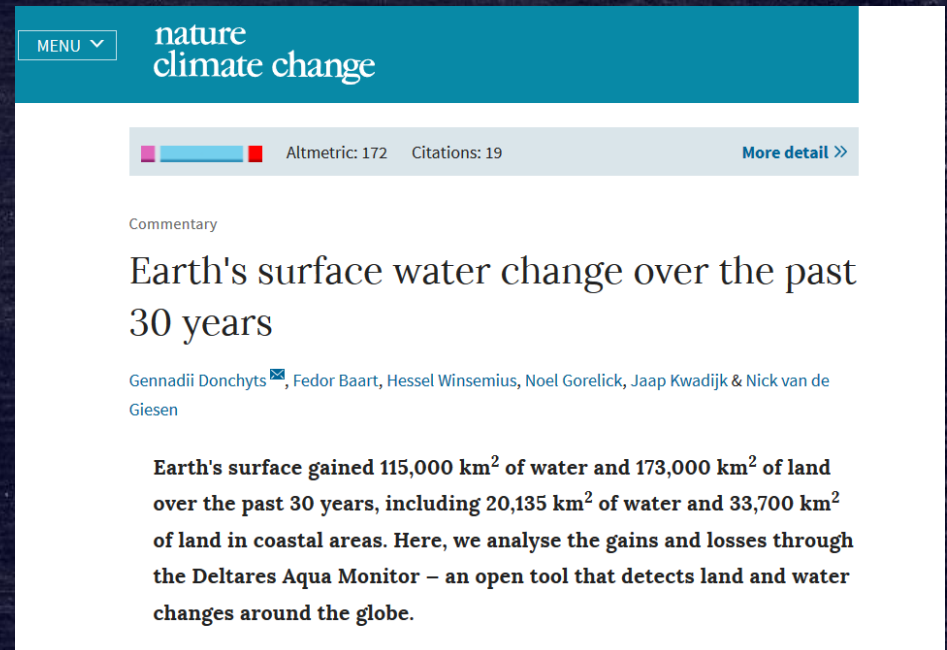 MENU
nature
climate change
Altmetric: 172 Citations: 19 More detail »
Commentary
Earth's surface water change over the past
30 years
Gennadii Donchyts, Fedor Baart, Hessel Winsemius, Noel Gorelick, Jaap Kwadijk & Nick van de
Giesen
Earth's surface gained 115,000 km² of water and 173,000 km² of land
over the past 30 years, including 20,135 km² of water and 33,700 km²
of land in coastal areas. Here, we analyse the gains and losses through
the Deltares Aqua Monitor – an open tool that detects land and water
changes around the globe.